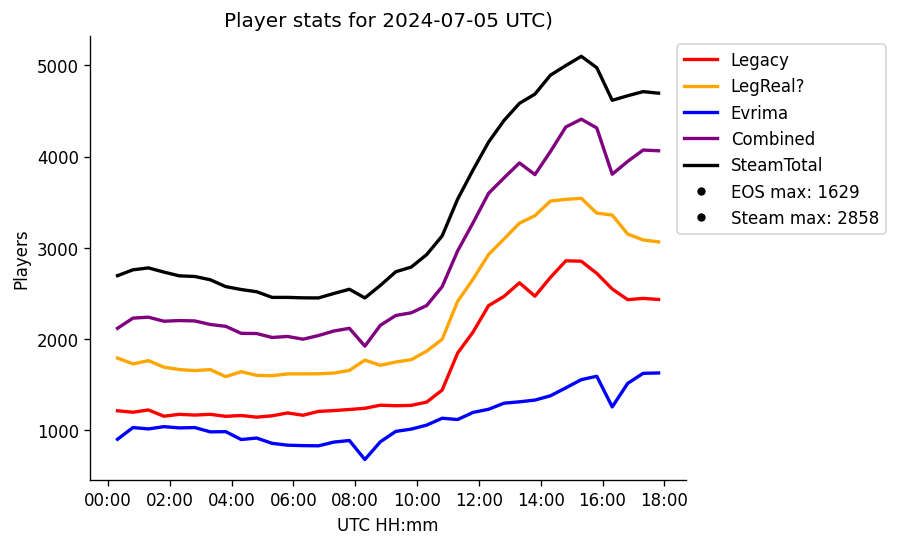 Player stats for 2024-07-05 UTC)
5000
4000
3000
2000
1000
Players
00:00 02:00 04:00 06:00 08:00 10:00 12:00 14:00 16:00 18:00
UTC HH:mm
Legacy
LegReal?
Evrima
Combined
SteamTotal
EOS max: 1629
Steam max: 2858